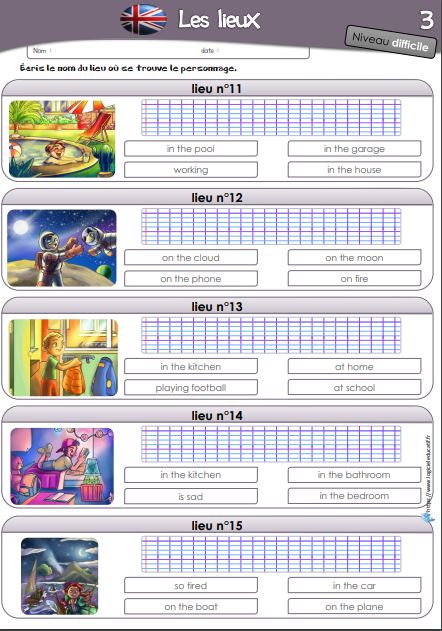 Les lieux
3
Niveau difficile
Nom :
date :
Écris le nom du lieu où se trouve le personnage.
lieu n°11
in the pool
in the garage
working
in the house
lieu n°12
on the cloud
on the moon
on the phone
on fire
lieu n°13
in the kitchen
at home
playing football
at school
lieu n°14
in the kitchen
in the bathroom
is sad
in the bedroom
http://www.logicieleducatif.fr
lieu n°15
so tired
in the car
on the boat
on the plane